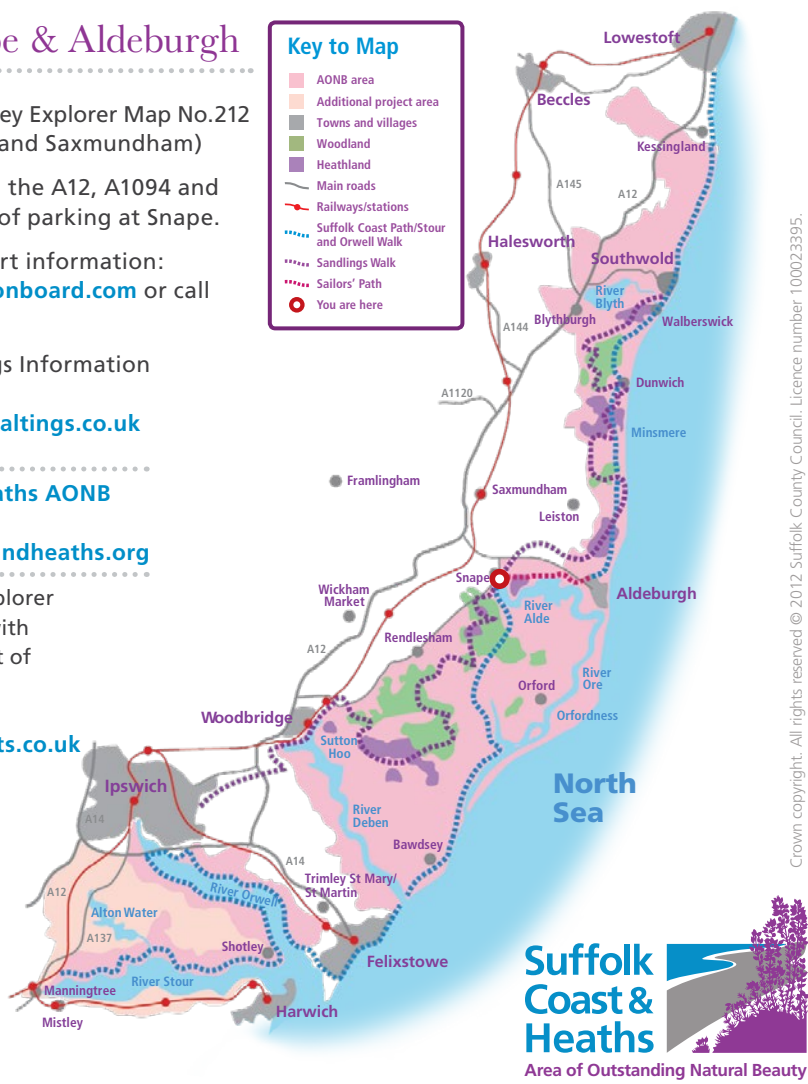 e & Aldeburgh
ey Explorer Map No.212
and Saxmundham)
the A12, A1094 and
of parking at Snape.
rt information:
onboard.com or call
gs Information
altings.co.uk
aths AONB
ndheaths.org
plorer
with
t of
ts.co.uk
Key to Map
AONB area
Additional project area
Towns and villages
Woodland
Heathland
Main roads
Railways/stations
Suffolk Coast Path/Stour
and Orwell Walk
Sandlings Walk
Sailors' Path
You are here
Lowestoft
Beccles
Kessingland
A145
A12
Halesworth
Southwold
River
Blyth
Blythburgh
Walberswick
A144
Dunwich
A1120
Minsmere
Framlingham
Saxmundham
Leiston
Snape
Aldeburgh
Wickham
Market
River
Alde
Rendlesham
A12
River
Ore
Orford
Orfordness
Woodbridge
Sutton
Hoo
Ipswich
North
Sea
River
Deben
A14
Bawdsey
A14
Trimley St Mary/
St Martin
A12
River Orwell
Alton Water
A137
Shotley
Felixstowe
River Stour
Manningtree
Harwich
Mistley
Suffolk
Coast &
Heaths
Area of Outstanding Natural Beauty
Crown copyright. All rights reserved © 2012 Suffolk County Council. Licence number 100023395.